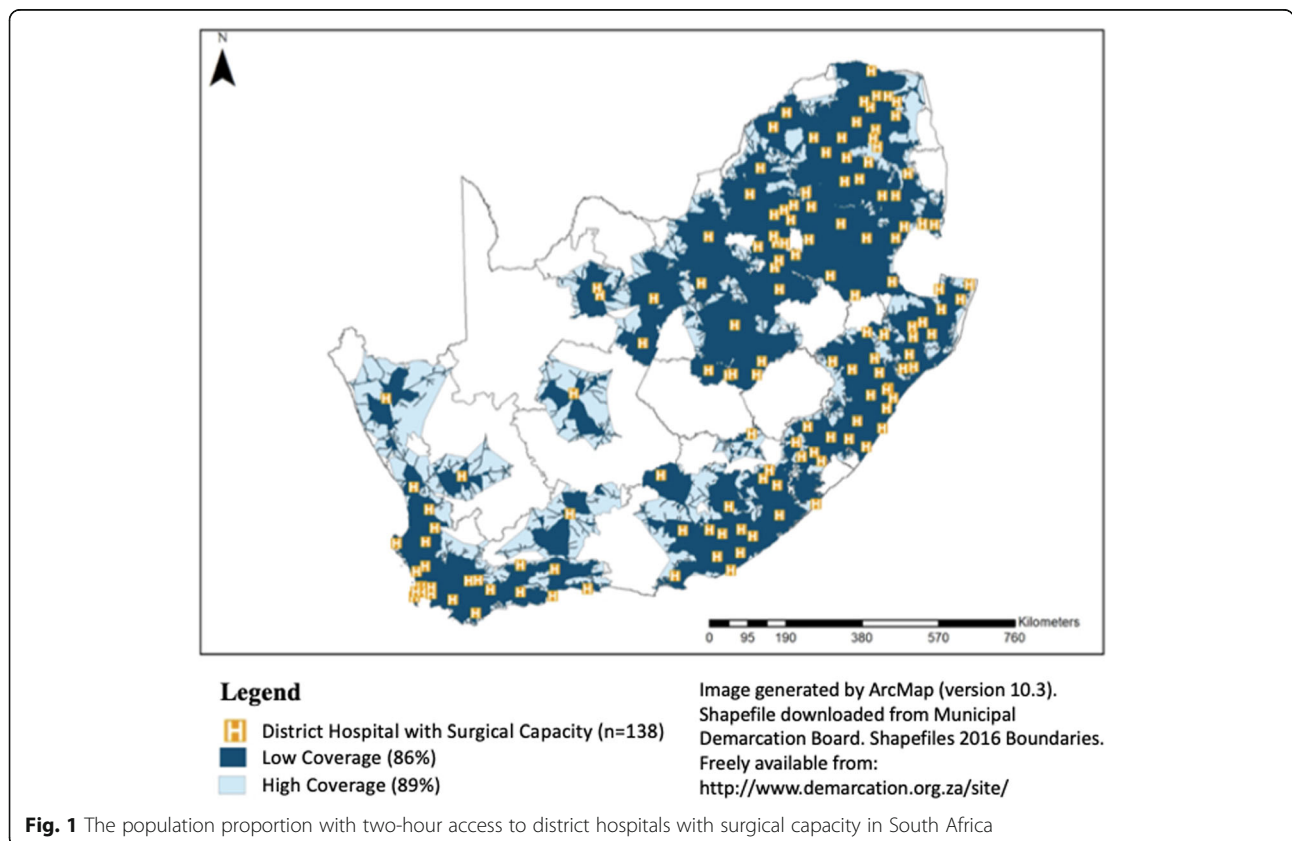 N
Kilometers
0 95 190 380 570 760
Legend
H District Hospital with Surgical Capacity (n=138)
Low Coverage (86%)
High Coverage (89%)
Image generated by ArcMap (version 10.3).
Shapefile downloaded from Municipal
Demarcation Board. Shapefiles 2016 Boundaries.
Freely available from:
http://www.demarcation.org.za/site/
Fig. 1 The population proportion with two-hour access to district hospitals with surgical capacity in South Africa